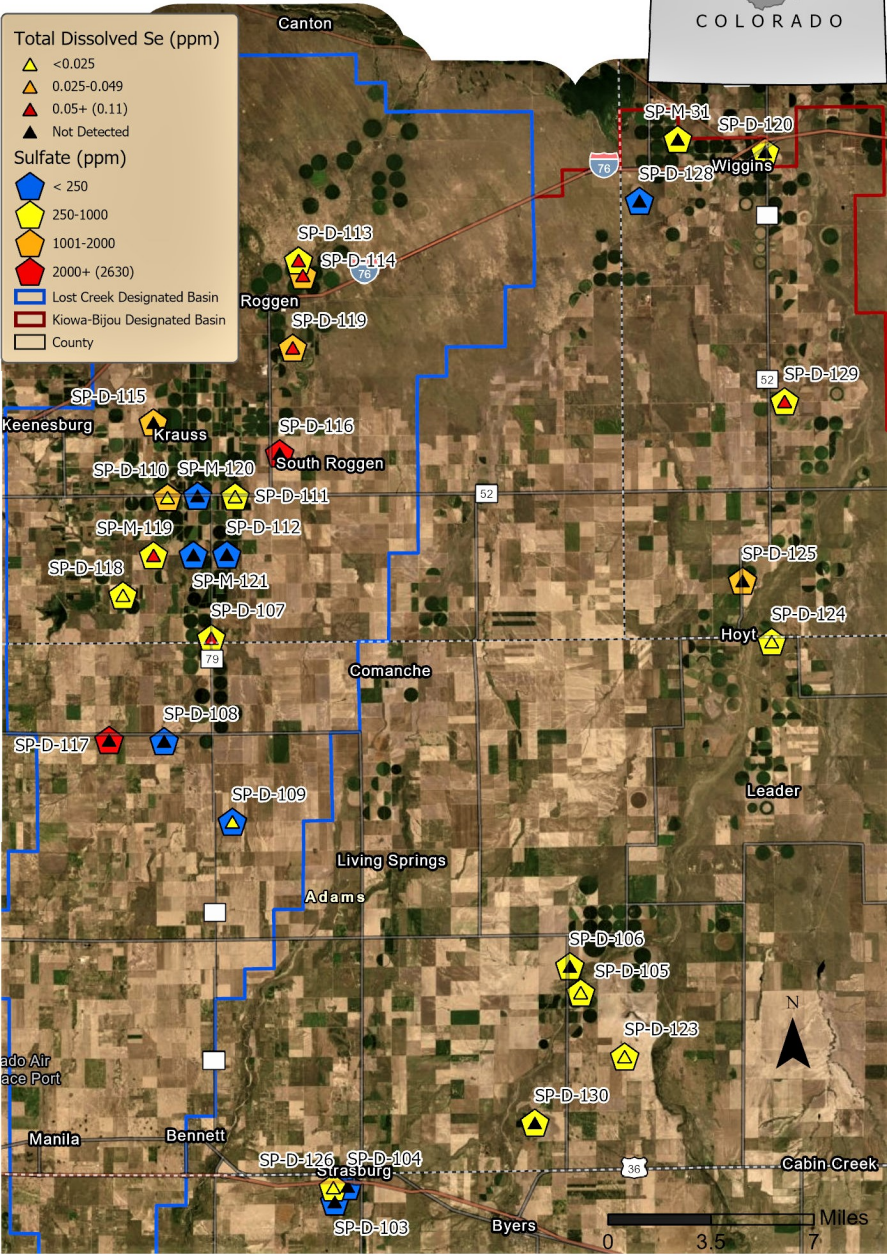 Canton
COLORADO
Total Dissolved Se (ppm)
<0.025
0.025-0.049
0.05+ (0.11)
Not Detected
Sulfate (ppm)
< 250
250-1000
1001-2000
2000+ (2630)
Lost Creek Designated Basin
Kiowa-Bijou Designated Basin
County
SP-M-31
SP-D-120
76
Wiggins
SP-D-128
SP-D-113
SP-D-114
76
Roggen
SP-D-119
52
SP-D-129
SP-D-115
Keenesburg
Krauss
SP-D-116
South Roggen
SP-D-110
SP-M-120
SP-D-111
52
SP-M-119
SP-D-112
SP-D-118
SP-M-121
SP-D-125
SP-D-107
SP-D-124
Hoyt
79
Comanche
SP-D-108
SP-D-117
SP-D-109
Leader
Living Springs
Adams
SP-D-106
SP-D-105
N
SP-D-123
ado Air
ace Port
SP-D-130
Manila
Bennett
SP-D-126
SP-D-104
Strasburg
36
Cabin Creek
SP-D-103
Byers
Miles
0
3.5
7